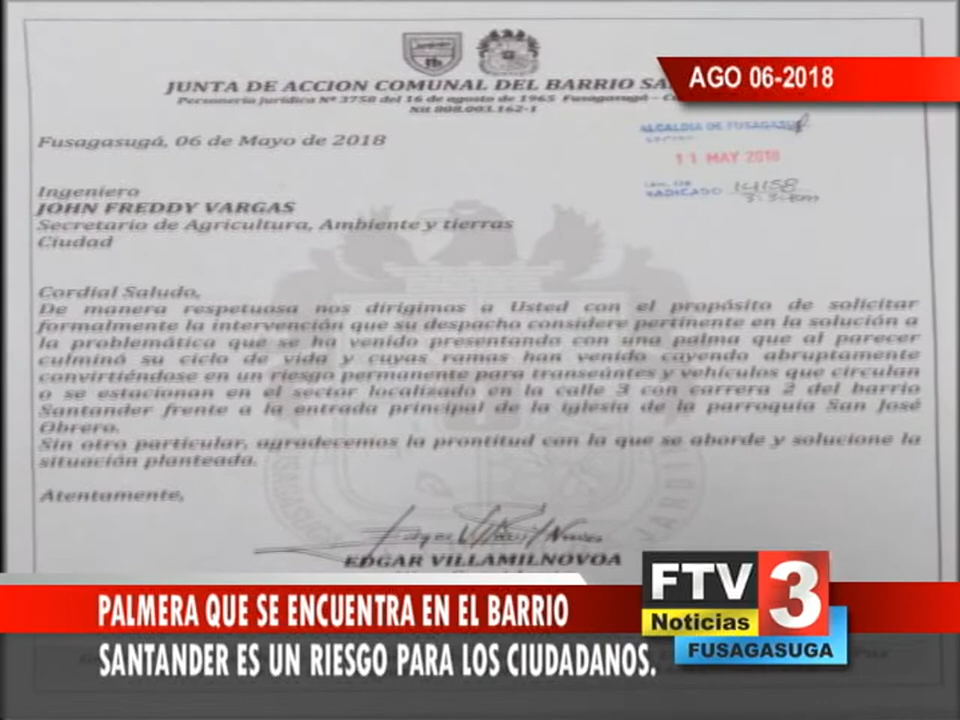 JUNTA DE ACCION COMUNAL DEL BARRIO SA
AGO 06-2018
Personería jurídica Nº 3758 del 16 de agosto de 1965 Fusagasugá - Cu
Nit 808.003.162-1
ALCALDIA DE FUSAGASUGA
Fusagasugá, 06 de Mayo de 2018
11 MAY 2018
RADICADO 14158
Ingeniero
JOHN FREDDY VARGAS
Secretario de Agricultura, Ambiente y tierras
Ciudad
Cordial Saludo,
De manera respetuosa nos dirigimos a Usted con el propósito de solicitar
formalmente la intervención que su despacho considere pertinente en la solución a
la problemática que se ha venido presentando con una palma que al parecer
culminó su ciclo de vida y cuyas ramas han venido cayendo abruptamente
convirtiéndose en un riesgo permanente para transeúntes y vehículos que circulan
o se estacionan en el sector localizado en la calle 3 con carrera 2 del barrio
Santander frente a la entrada principal de la iglesia de la parroquia San José
Obrero.
Sin otro particular, agradecemos la prontitud con la que se aborde y solucione la
situación planteada.
Atentamente,
EDGAR VILLAMILNOVOA
PALMERA QUE SE ENCUENTRA EN EL BARRIO
SANTANDER ES UN RIESGO PARA LOS CIUDADANOS.
FTV 3
Noticias
FUSAGASUGA